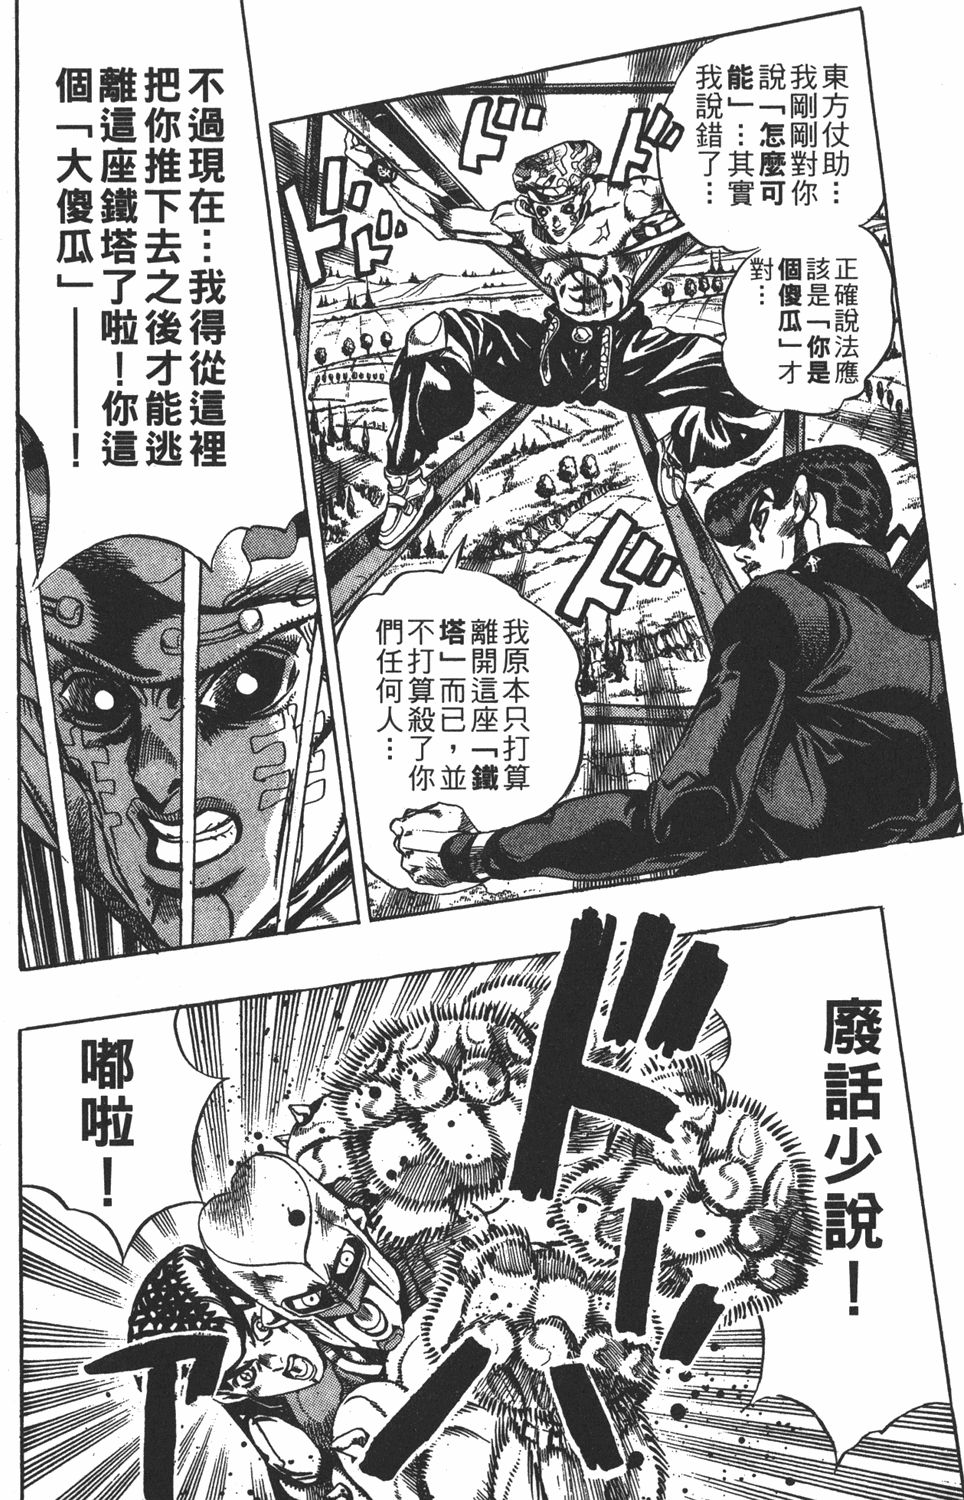 東方仗助…
我剛剛對你
說「怎麼可
能」…其實
我說錯了…
正確說法應
該是「你是
個傻瓜」才
對…
ドドド
ドド
ドド
我原本只打算
離開這座「鐵
塔」而已，並
不打算殺了你
們任何人…
不過現在…我得從這裡
把你推下去之後才能逃
離這座鐵塔了啦！你這
個「大傻瓜」——！
廢話少說！
ド
嘟啦！